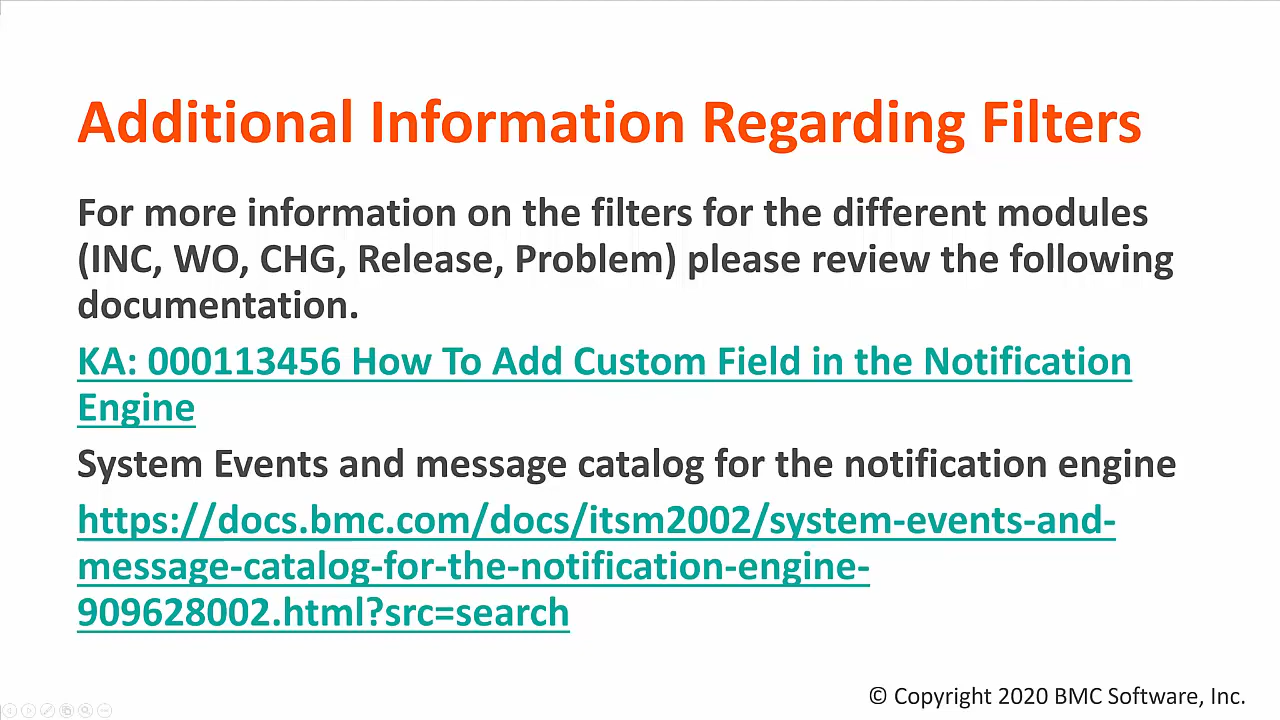 Additional Information Regarding Filters
For more information on the filters for the different modules
(INC, WO, CHG, Release, Problem) please review the following
documentation.
KA: 000113456 How To Add Custom Field in the Notification
Engine
System Events and message catalog for the notification engine
https://docs.bmc.com/docs/itsm2002/system-events-and-
message-catalog-for-the-notification-engine-
909628002.html?src=search
© Copyright 2020 BMC Software, Inc.